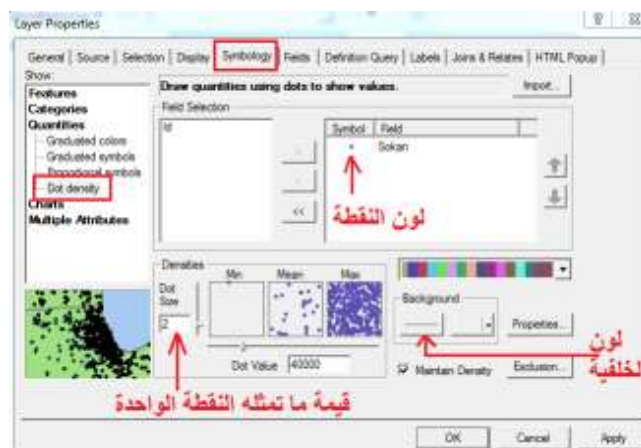 Layer Properties
General Source Selection Display Symbology Fields Definition Query Labels Joins & Relates HTML Popup
Show:
Features
Categories
Quantities
Graduated colors
Graduated symbols
Proportional symbols
Dot density
Charts
Multiple Attributes
Draw quantities using dots to show values.
Import...
Field Selection
Id
Symbol Field
Sokan
<<
لون النقطة
Densities
Dot Size
2
Min Mean Max
Dot Value 40000
Background
Properties...
Maintain Density
Exclusion...
لون
الخلفية
قيمة ما تمثله النقطة الواحدة
OK Cancel Apply